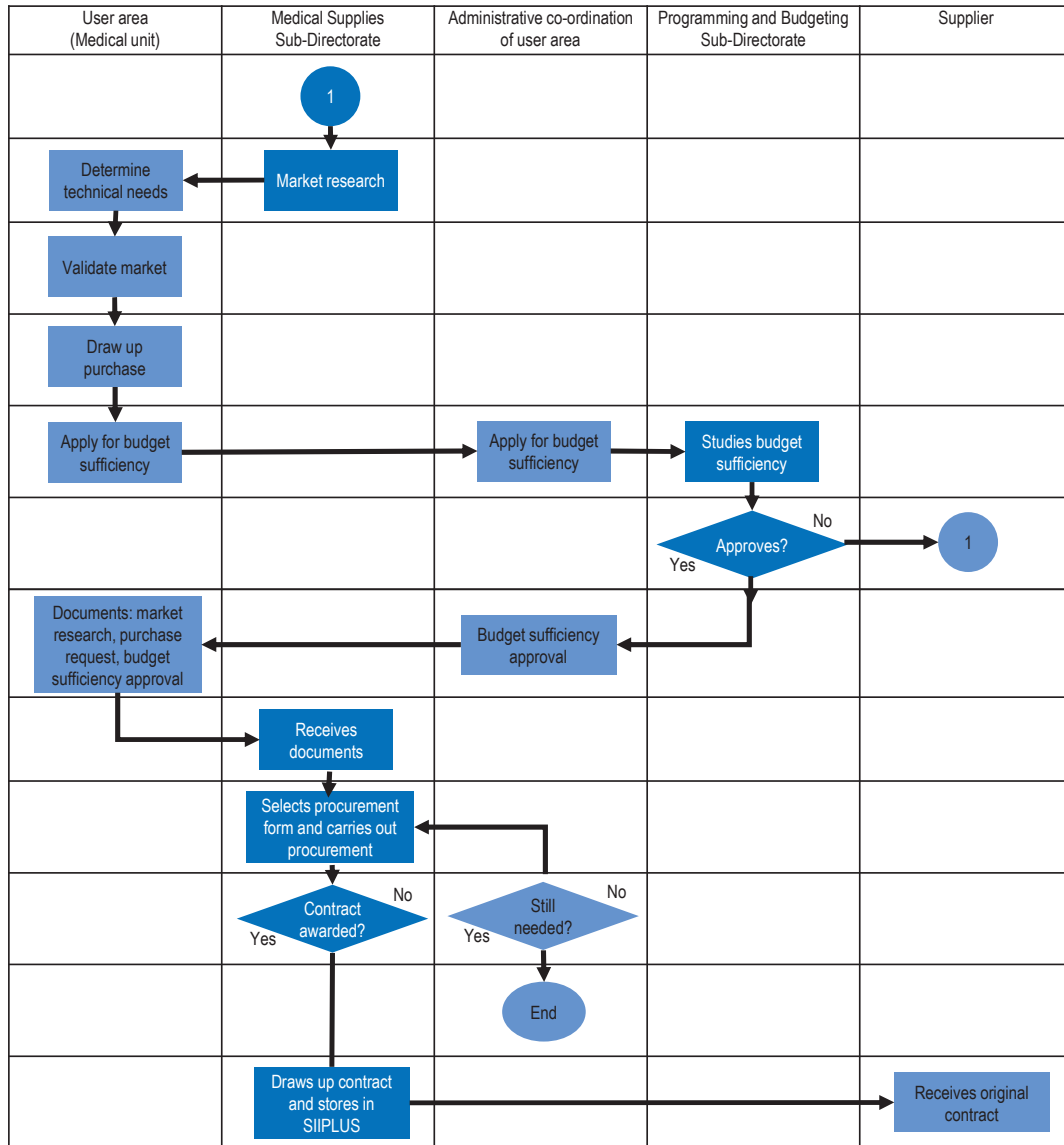 User area
(Medical unit)
Medical Supplies
Sub-Directorate
Administrative co-ordination
of user area
Programming and Budgeting
Sub-Directorate
Supplier
1
Determine
technical needs
Market research
Validate market
Draw up
purchase
Apply for budget
sufficiency
Apply for budget
sufficiency
Studies budget
sufficiency
Approves?
No
Yes
1
Documents: market
research, purchase
request, budget
sufficiency approval
Budget sufficiency
approval
Receives
documents
Selects procurement
form and carries out
procurement
Contract
awarded?
No
Yes
Still
needed?
No
Yes
End
Draws up contract
and stores in
SIIPLUS
Receives original
contract